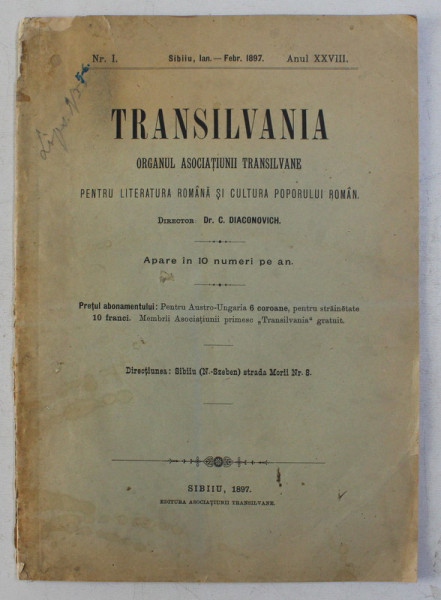 Nr. I. Sibiiu, Ian.—Febr. 1897. Anul XXVIII.
TRANSILVANIA
ORGANUL ASOCIAȚIUNII TRANSILVANE
PENTRU LITERATURA ROMÂNĂ ȘI CULTURA POPORULUI ROMÂN.
DIRECTOR Dr. C. DIACONOVICH.
Apare in 10 numeri pe an.
Prețul abonamentului: Pentru Austro-Ungaria 6 coroane, pentru străinătate
10 franci. Membrii Asociațiunii primesc „Transilvania“ gratuit.
Direcțiunea: Sibiiu (N.-Szeben) strada Morii Nr. 8.
SIBIIU, 1897.
EDITURA ASOCIAȚIUNII TRANSILVANE.